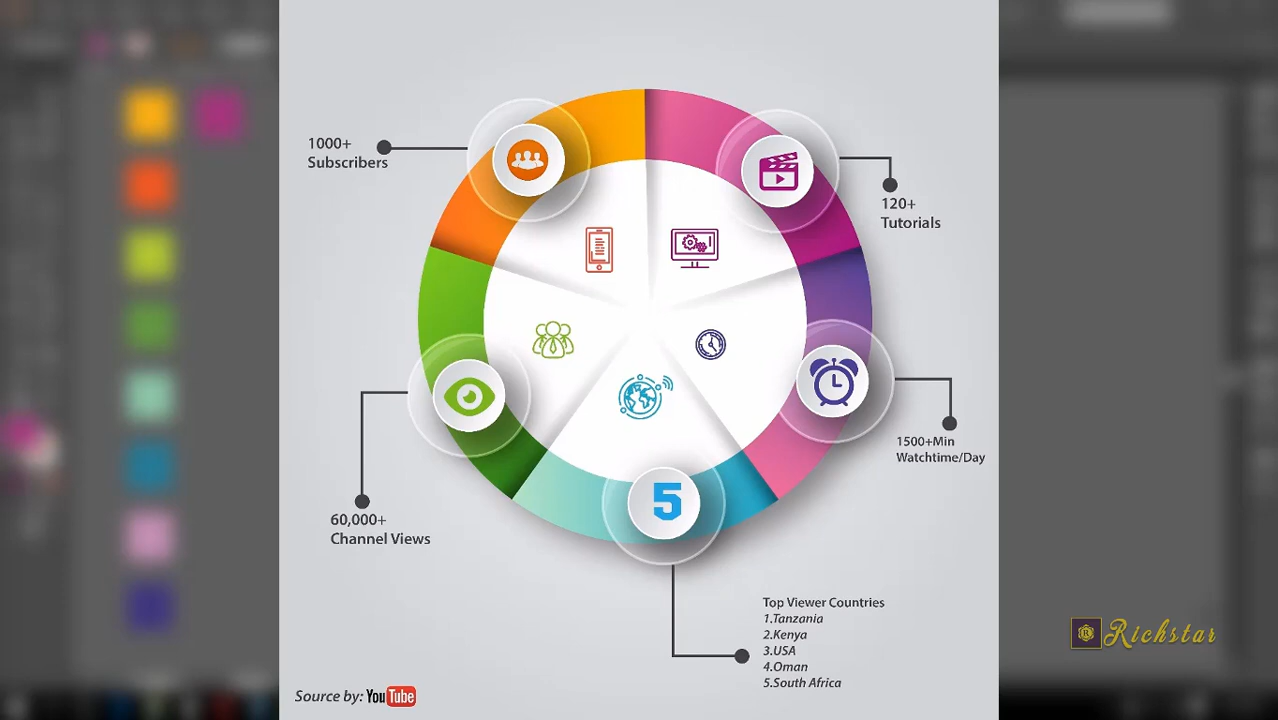 1000+
Subscribers
120+
Tutorials
1500+Min
Watchtime/Day
60,000+
Channel Views
5
Top Viewer Countries
1.Tanzania
2.Kenya
3.USA
4.Oman
5.South Africa
Source by: YouTube
R Richstar